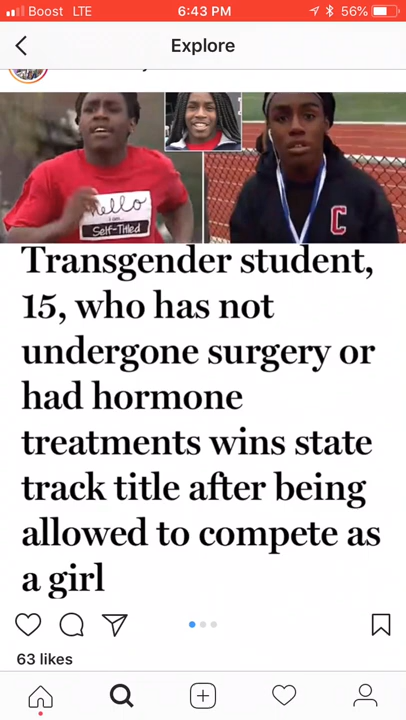 Boost LTE 6:43 PM 56%
Explore
Hello
I am...
Self-Titled
C
Transgender student,
15, who has not
undergone surgery or
had hormone
treatments wins state
track title after being
allowed to compete as
a girl
63 likes